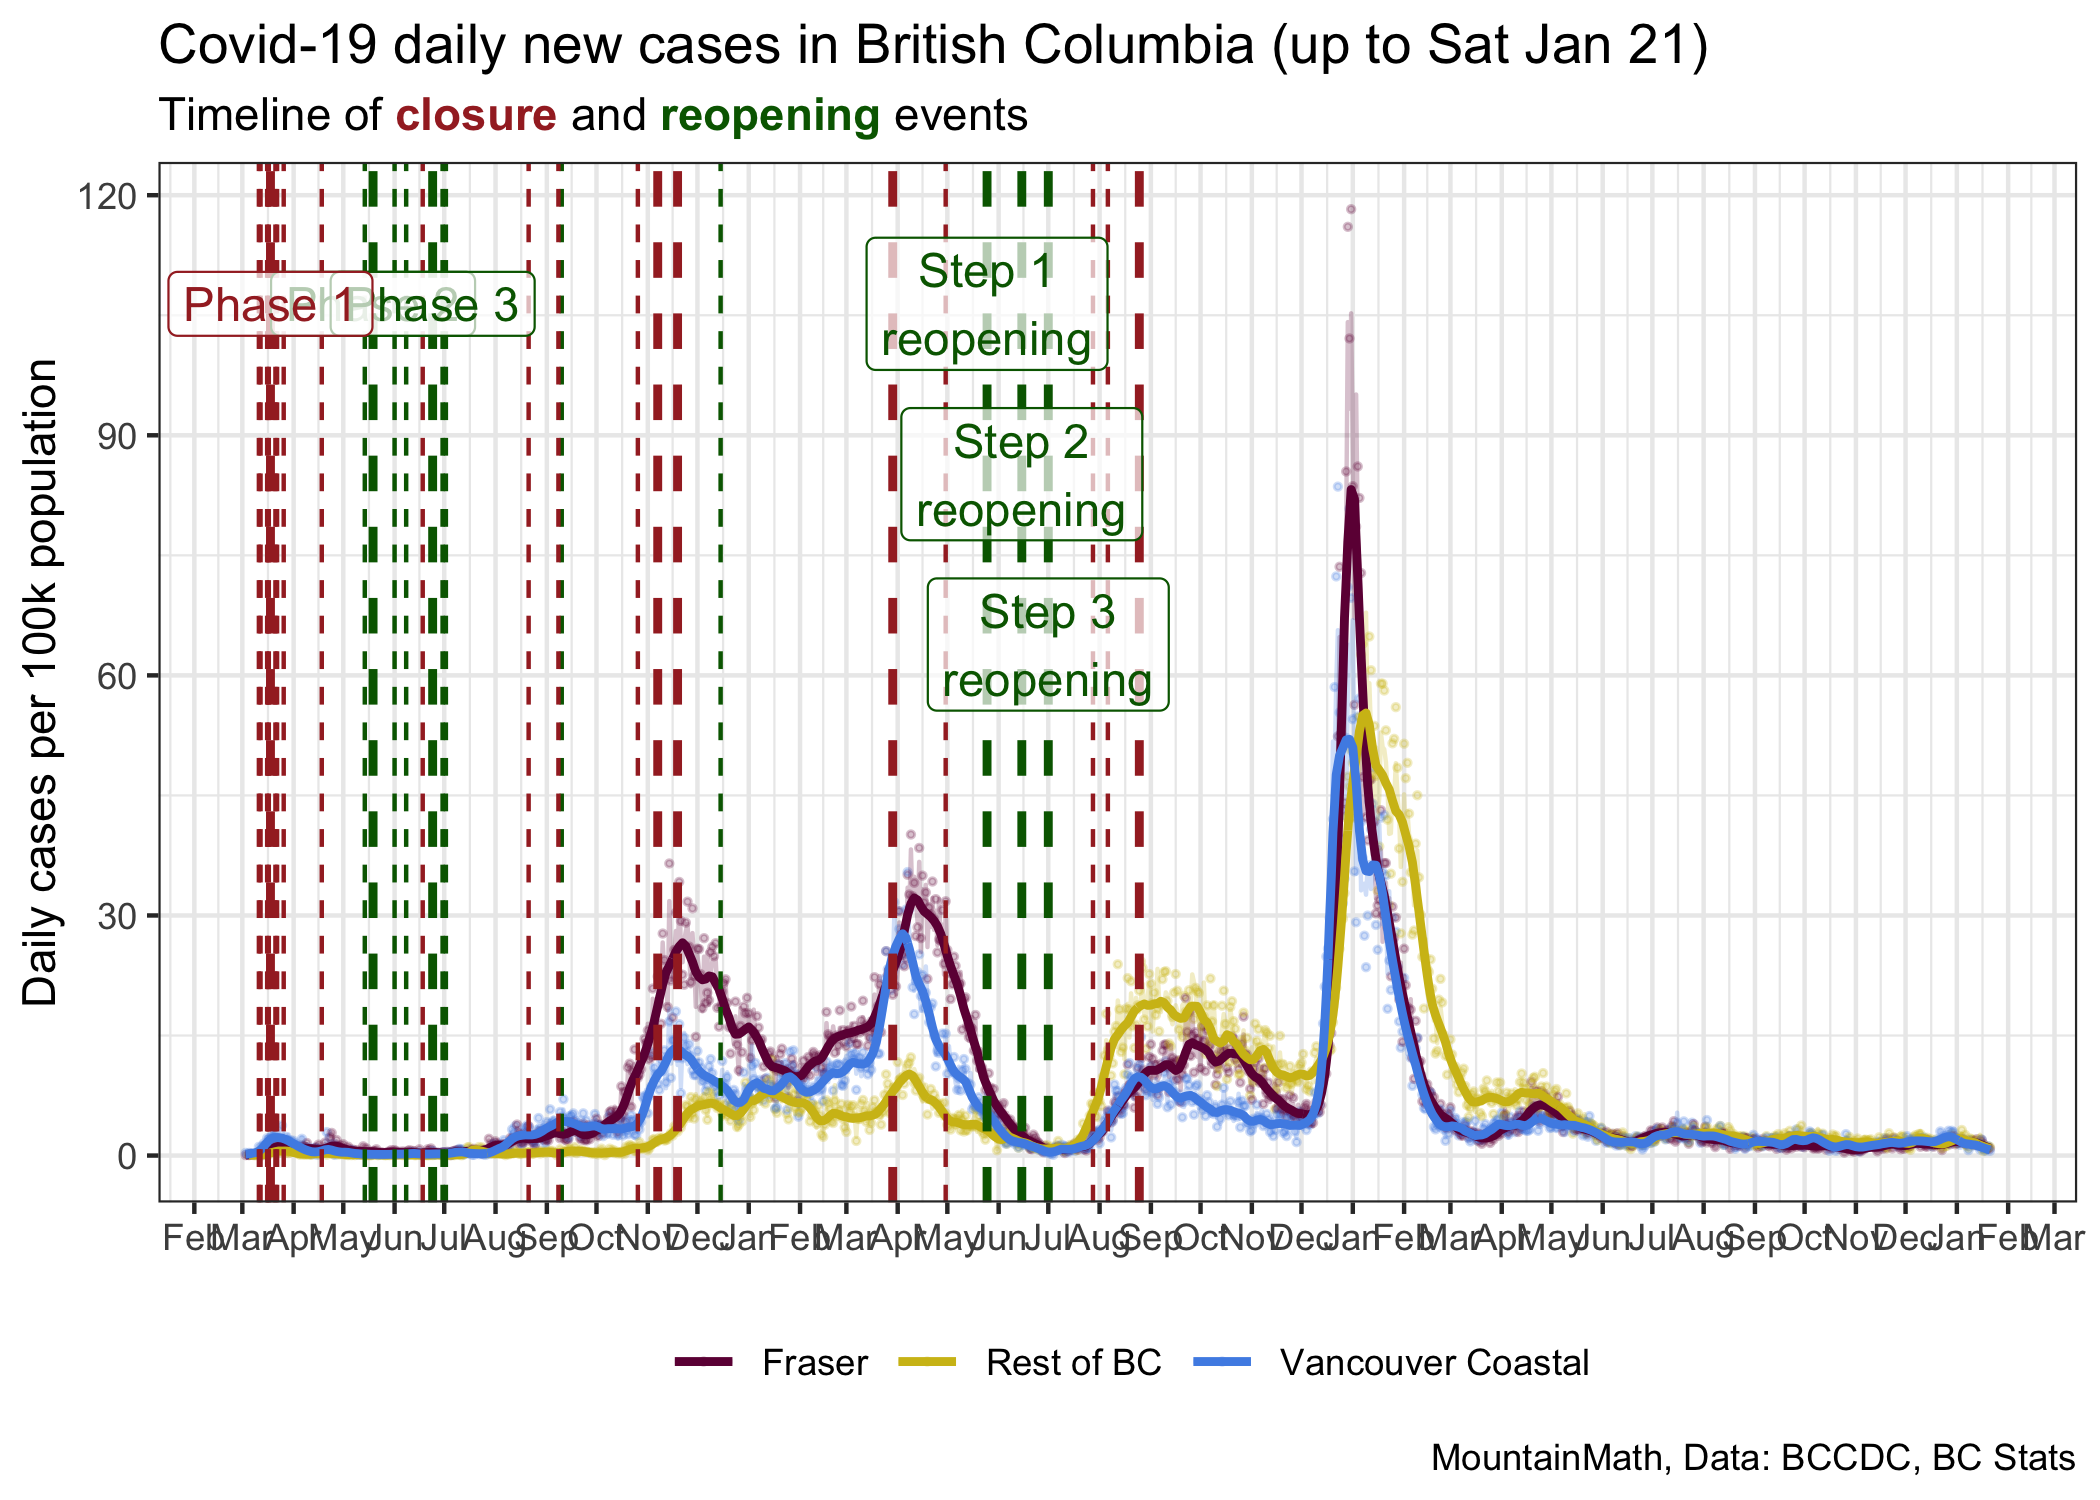 Covid-19 daily new cases in British Columbia (up to Sat Jan 21)
Timeline of closure and reopening events
Daily cases per 100k population
120
90
60
30
0
Phase 1
Phase 2
Phase 3
Step 1
reopening
Step 2
reopening
Step 3
reopening
Feb Mar Apr May Jun Jul Aug Sep Oct Nov Dec Jan Feb Mar Apr May Jun Jul Aug Sep Oct Nov Dec Jan Feb Mar Apr May Jun Jul Aug Sep Oct Nov Dec Jan Feb Mar
Fraser Rest of BC Vancouver Coastal
MountainMath, Data: BCCDC, BC Stats